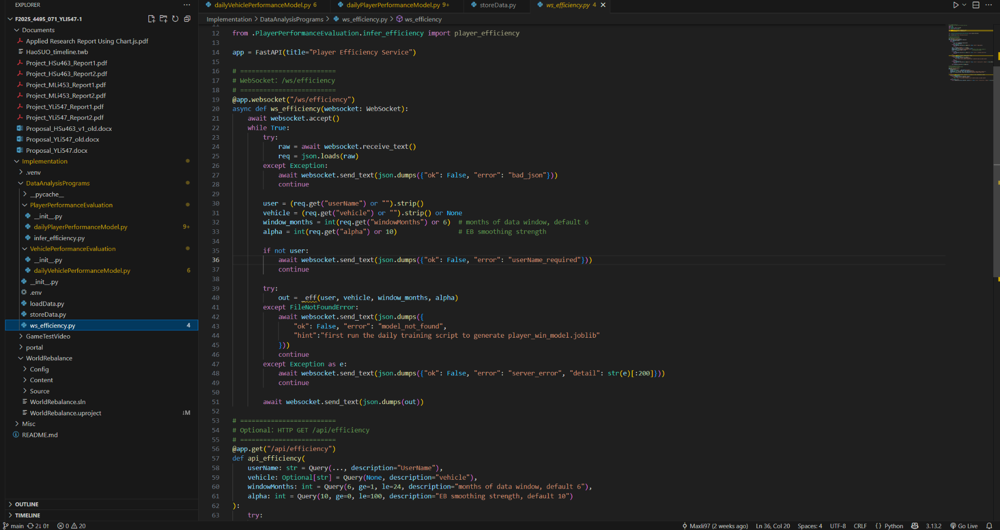 EXPLORER
F2025_4495_071_YLI547-1
Documents
Applied Research Report Using Chart.js.pdf
HaoSUO_timeline.twb
Project_HSu463_Report1.pdf
Project_HSu463_Report2.pdf
Project_MLi453_Report1.pdf
Project_MLi453_Report2.pdf
Project_YLi547_Report1.pdf
Project_YLi547_Report2.pdf
Proposal_HSu463_v1_old.docx
Proposal_YLi547_old.docx
Proposal_YLi547.docx
Implementation
.venv
DataAnalysisPrograms
__pycache__
PlayerPerformanceEvaluation
__init__.py
dailyPlayerPerformanceModel.py 9+
infer_efficiency.py
VehiclePerformanceEvaluation
__init__.py
dailyVehiclePerformanceModel.py 6
__init__.py
.env
loadData.py
storeData.py
ws_efficiency.py 4
GameTestVideo
portal
WorldRebalance
Config
Content
Source
WorldRebalance.sln
WorldRebalance.uproject ↓M
Misc
README.md
OUTLINE
TIMELINE
dailyVehiclePerformanceModel.py 6
dailyPlayerPerformanceModel.py 9+
storeData.py
ws_efficiency.py 4
Implementation > DataAnalysisPrograms > ws_efficiency.py > ws_efficiency
12 from .PlayerPerformanceEvaluation.infer_efficiency import player_efficiency
13
14 app = FastAPI(title="Player Efficiency Service")
15
16 # =========================
17 # WebSocket: /ws/efficiency
18 # =========================
19 @app.websocket("/ws/efficiency")
20 async def ws_efficiency(websocket: WebSocket):
21 await websocket.accept()
22 while True:
23 try:
24 raw = await websocket.receive_text()
25 req = json.loads(raw)
26 except Exception:
27 await websocket.send_text(json.dumps({"ok": False, "error": "bad_json"}))
28 continue
29
30 user = (req.get("userName") or "").strip()
31 vehicle = (req.get("vehicle") or "").strip() or None
32 window_months = int(req.get("windowMonths") or 6) # months of data window, default 6
33 alpha = int(req.get("alpha") or 10) # EB smoothing strength
34
35 if not user:
36 await websocket.send_text(json.dumps({"ok": False, "error": "userName_required"}))
37 continue
38
39 try:
40 out = _eff(user, vehicle, window_months, alpha)
41 except FileNotFoundError:
42 await websocket.send_text(json.dumps({
43 "ok": False, "error": "model_not_found",
44 "hint":"first run the daily training script to generate player_win_model.joblib"
45 }))
46 continue
47 except Exception as e:
48 await websocket.send_text(json.dumps({"ok": False, "error": "server_error", "detail": str(e)[:200]}))
49 continue
50
51 await websocket.send_text(json.dumps(out))
52
53 # =========================
54 # Optional: HTTP GET /api/efficiency
55 # =========================
56 @app.get("/api/efficiency")
57 def api_efficiency(
58 userName: str = Query(..., description="UserName"),
59 vehicle: Optional[str] = Query(None, description="vehicle"),
60 windowMonths: int = Query(6, ge=1, le=24, description="months of data window, default 6"),
61 alpha: int = Query(10, ge=0, le=100, description="EB smoothing strength, default 10")
62 ):
63 try:
main 2↓ 0↑ 0 20
Maxli97 (2 weeks ago) Ln 36, Col 20 Spaces: 4 UTF-8 CRLF {} Python 3.13.2 Go Live